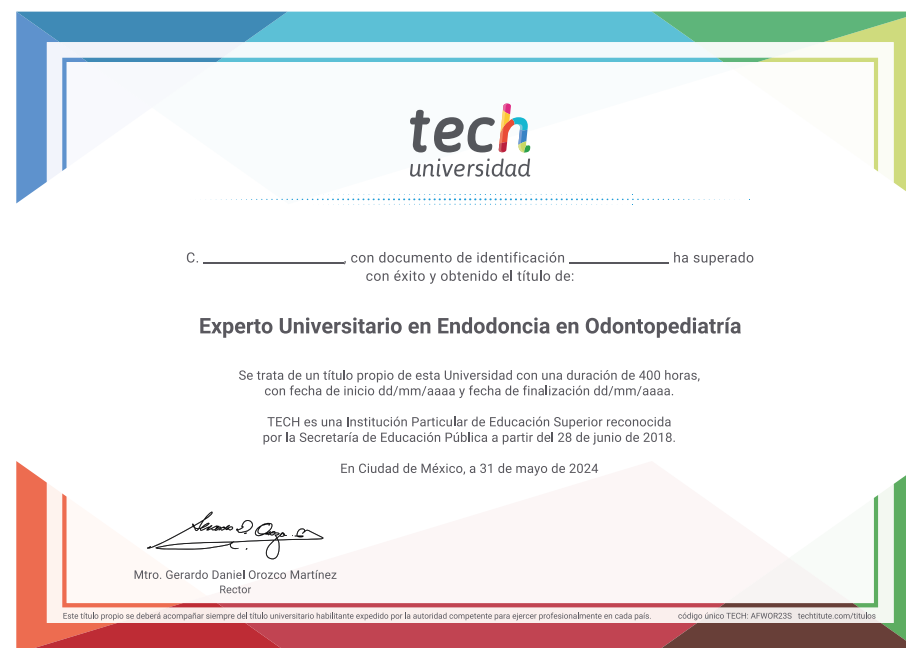 tech
universidad
C. ____________________, con documento de identificación ______________ ha superado
con éxito y obtenido el título de:
Experto Universitario en Endodoncia en Odontopediatría
Se trata de un título propio de esta Universidad con una duración de 400 horas,
con fecha de inicio dd/mm/aaaa y fecha de finalización dd/mm/aaaa.
TECH es una Institución Particular de Educación Superior reconocida
por la Secretaría de Educación Pública a partir del 28 de junio de 2018.
En Ciudad de México, a 31 de mayo de 2024
Mtro. Gerardo Daniel Orozco Martínez
Rector
Este título propio se deberá acompañar siempre del título universitario habilitante expedido por la autoridad competente para ejercer profesionalmente en cada país. código único TECH: AFWOR23S techtitute.com/titulos